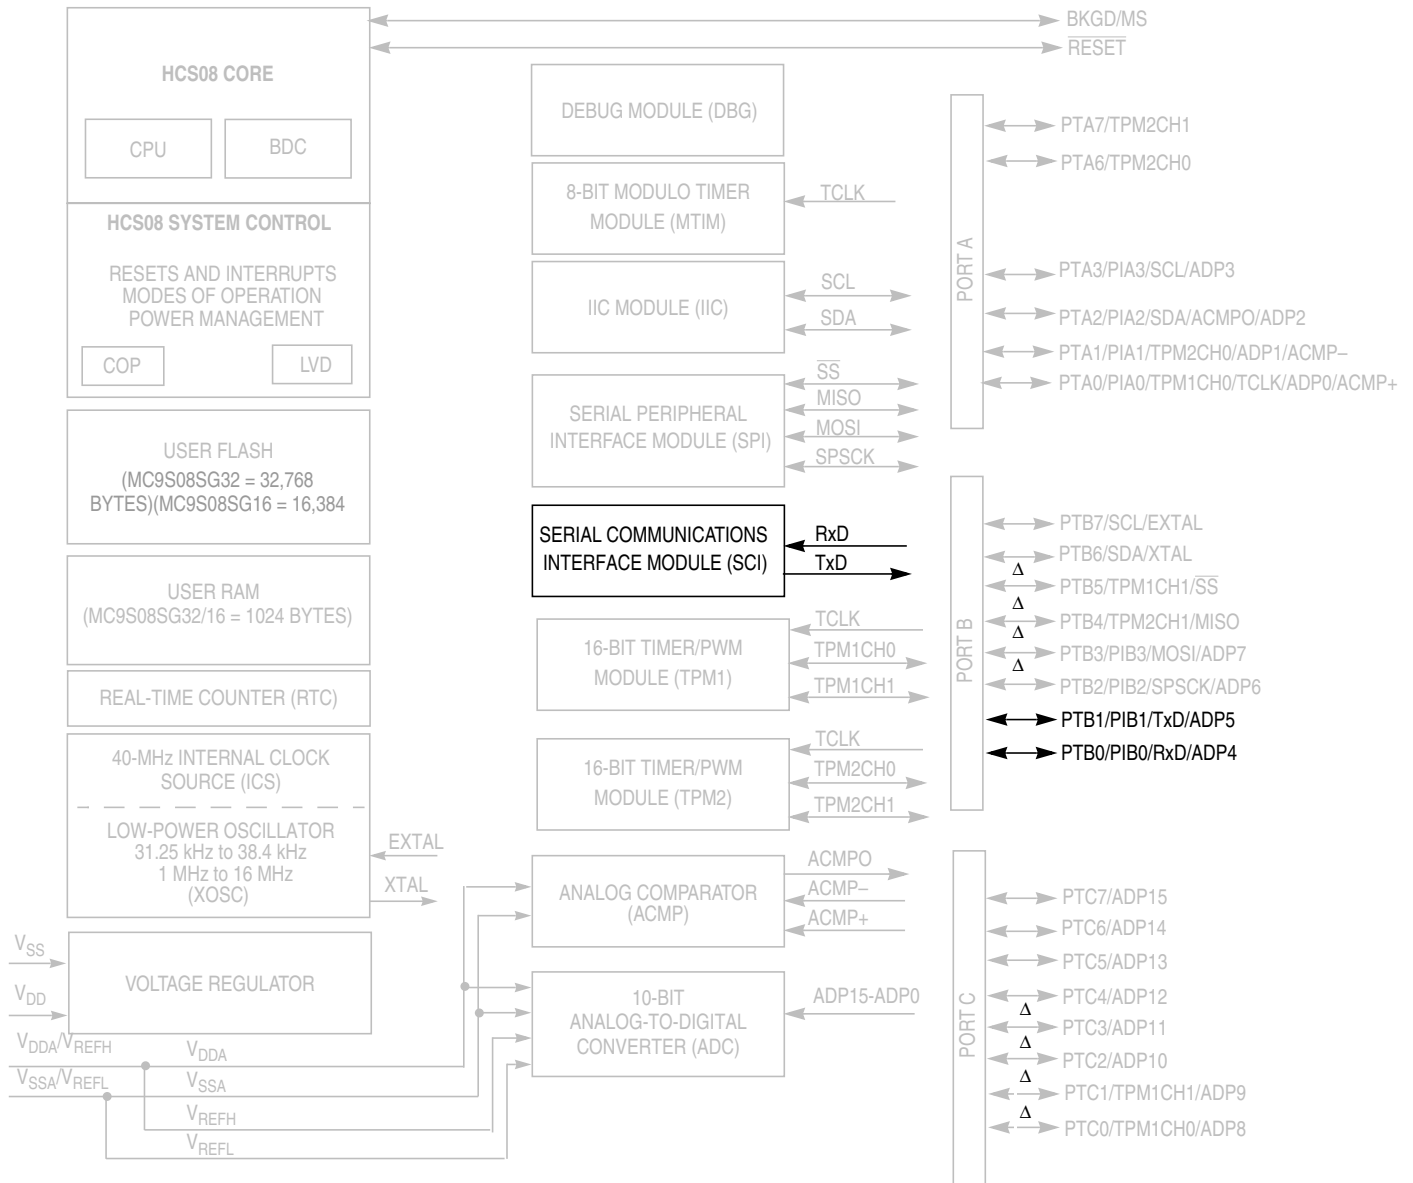 BKGD/MS
RESET
HCS08 CORE
CPU
BDC
HCS08 SYSTEM CONTROL
RESETS AND INTERRUPTS
MODES OF OPERATION
POWER MANAGEMENT
COP
LVD
USER FLASH
(MC9S08SG32 = 32,768
BYTES)(MC9S08SG16 = 16,384
USER RAM
(MC9S08SG32/16 = 1024 BYTES)
REAL-TIME COUNTER (RTC)
40-MHz INTERNAL CLOCK
SOURCE (ICS)
LOW-POWER OSCILLATOR
31.25 kHz to 38.4 kHz
1 MHz to 16 MHz
(XOSC)
EXTAL
XTAL
VSS
VDD
VOLTAGE REGULATOR
VDDA/VREFH
VSSA/VREFL
VDDA
VSSA
VREFH
VREFL
DEBUG MODULE (DBG)
8-BIT MODULO TIMER
MODULE (MTIM)
TCLK
IIC MODULE (IIC)
SCL
SDA
SERIAL PERIPHERAL
INTERFACE MODULE (SPI)
SS
MISO
MOSI
SPSCK
SERIAL COMMUNICATIONS
INTERFACE MODULE (SCI)
RxD
TxD
16-BIT TIMER/PWM
MODULE (TPM1)
TCLK
TPM1CH0
TPM1CH1
16-BIT TIMER/PWM
MODULE (TPM2)
TCLK
TPM2CH0
TPM2CH1
ANALOG COMPARATOR
(ACMP)
ACMPO
ACMP–
ACMP+
10-BIT
ANALOG-TO-DIGITAL
CONVERTER (ADC)
ADP15-ADP0
PORT A
PTA7/TPM2CH1
PTA6/TPM2CH0
PTA3/PIA3/SCL/ADP3
PTA2/PIA2/SDA/ACMPO/ADP2
PTA1/PIA1/TPM2CH0/ADP1/ACMP–
PTA0/PIA0/TPM1CH0/TCLK/ADP0/ACMP+
PORT B
PTB7/SCL/EXTAL
PTB6/SDA/XTAL
Δ PTB5/TPM1CH1/SS
Δ PTB4/TPM2CH1/MISO
Δ PTB3/PIB3/MOSI/ADP7
Δ PTB2/PIB2/SPSCK/ADP6
PTB1/PIB1/TxD/ADP5
PTB0/PIB0/RxD/ADP4
PORT C
PTC7/ADP15
PTC6/ADP14
PTC5/ADP13
PTC4/ADP12
Δ PTC3/ADP11
Δ PTC2/ADP10
Δ PTC1/TPM1CH1/ADP9
Δ PTC0/TPM1CH0/ADP8